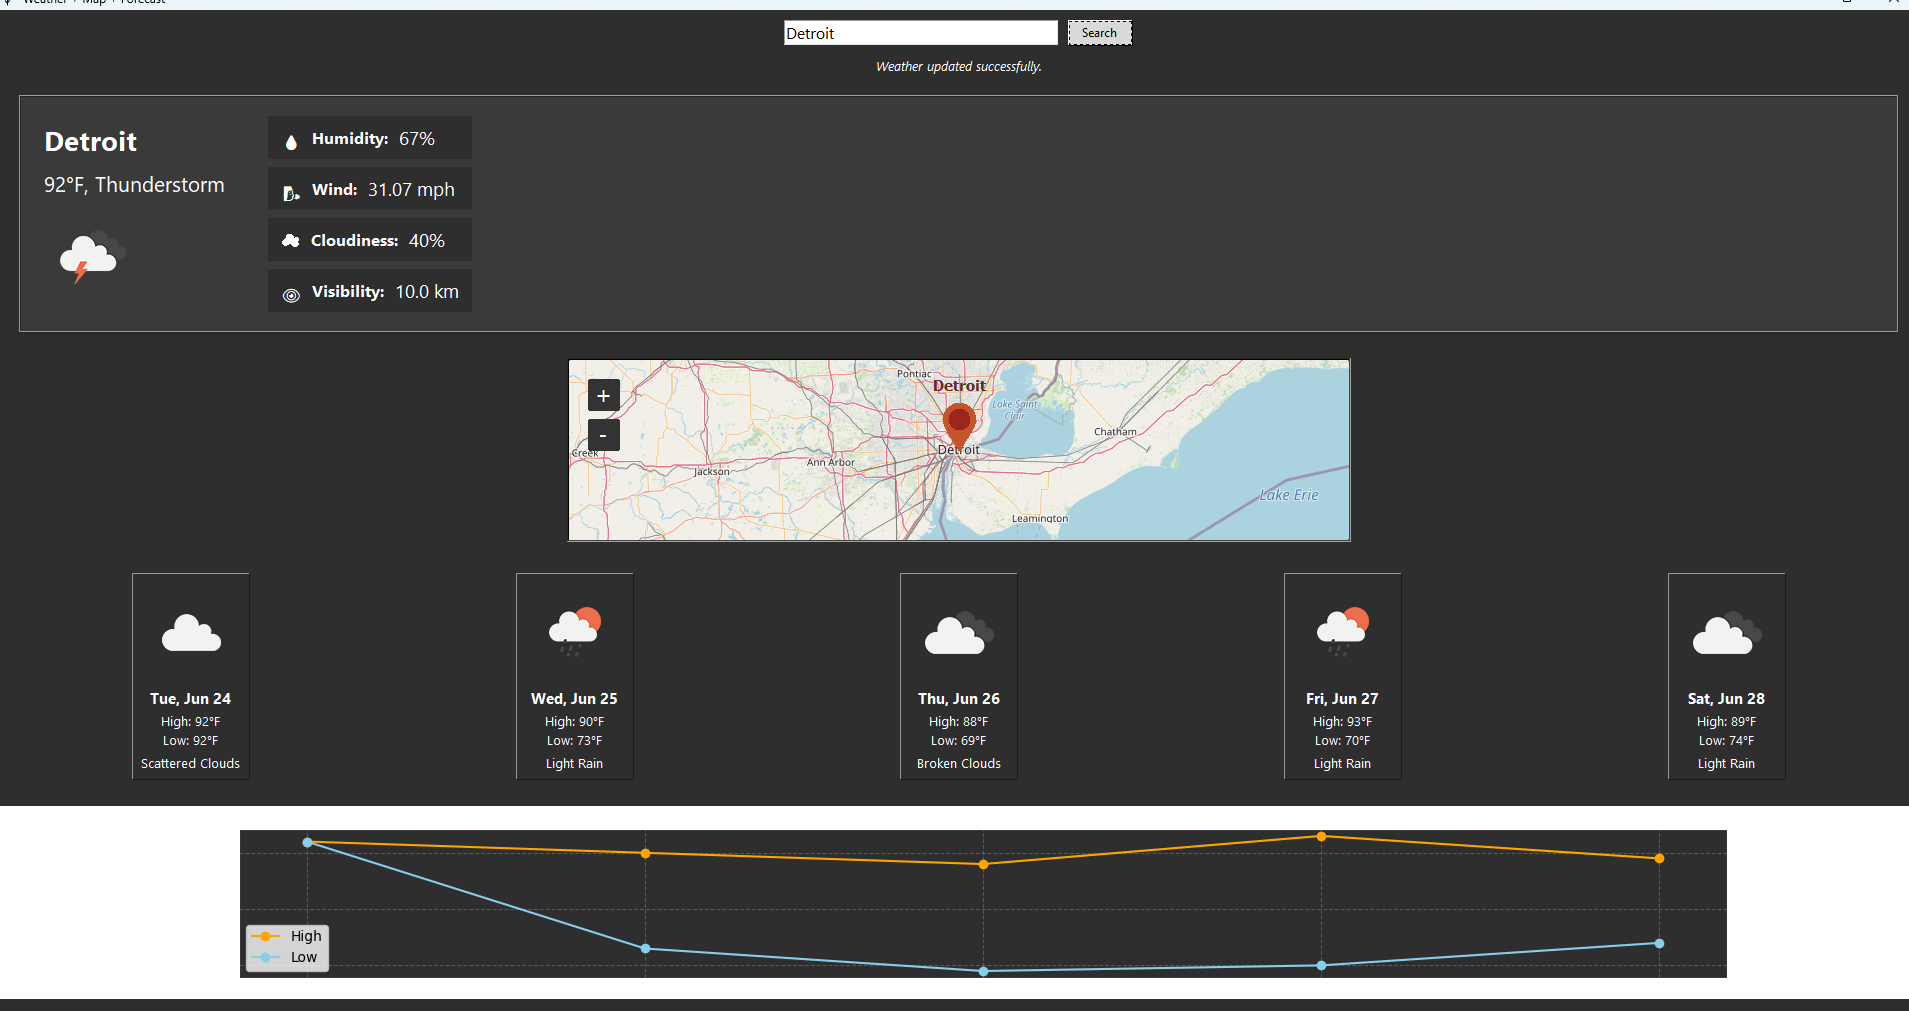 Weather + Map + Forecast
Detroit
Search
Weather updated successfully.
Detroit
92°F, Thunderstorm
Humidity: 67%
Wind: 31.07 mph
Cloudiness: 40%
Visibility: 10.0 km
+
-
Pontiac
Detroit
Lake Saint
Clair
Chatham
Detroit
Creek
Ann Arbor
Jackson
Lake Erie
Leamington
Tue, Jun 24
High: 92°F
Low: 92°F
Scattered Clouds
Wed, Jun 25
High: 90°F
Low: 73°F
Light Rain
Thu, Jun 26
High: 88°F
Low: 69°F
Broken Clouds
Fri, Jun 27
High: 93°F
Low: 70°F
Light Rain
Sat, Jun 28
High: 89°F
Low: 74°F
Light Rain
High
Low